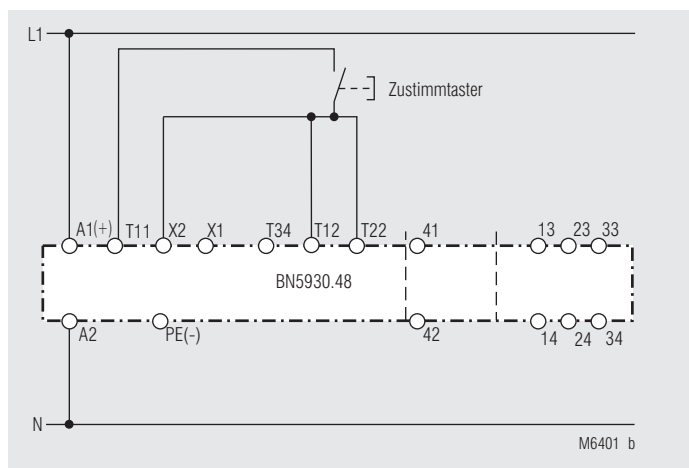 L1
Zustimmtaster
A1(+) T11 X2 X1 T34 T12 T22 41 13 23 33
BN5930.48
A2 PE(-) 42 14 24 34
N
M6401 b